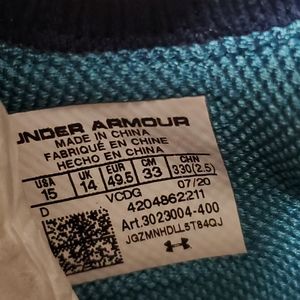 UNDER ARMOUR
MADE IN CHINA
FABRIQUÉ EN CHINE
HECHO EN CHINA
USA UK EUR CM CHN
15 14 49.5 33 330(2.5)
D VCDG 07/20
4204862211
Art.3023004-400
JGZMNHDLL5T84QJ